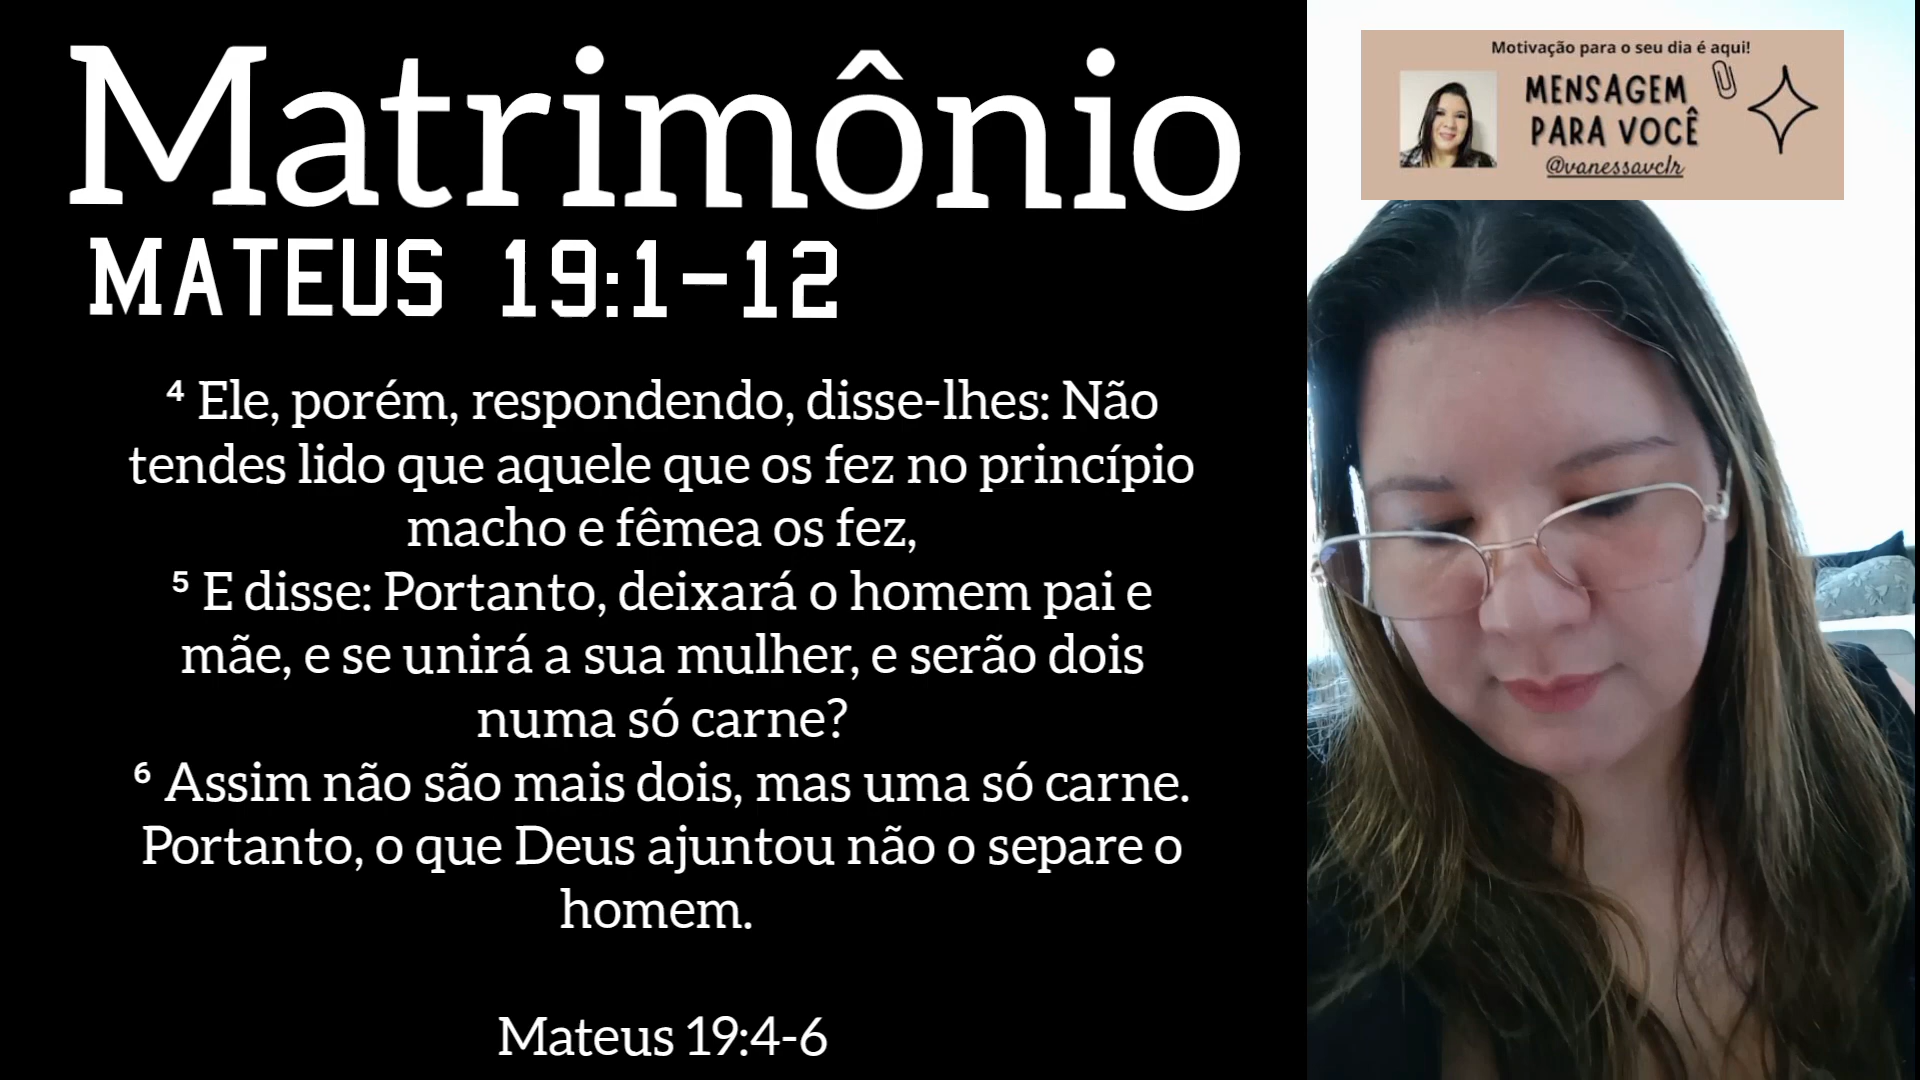 Matrimônio
MATEUS 19:1-12
⁴ Ele, porém, respondendo, disse-lhes: Não
tendes lido que aquele que os fez no princípio
macho e fêmea os fez,
⁵ E disse: Portanto, deixará o homem pai e
mãe, e se unirá a sua mulher, e serão dois
numa só carne?
⁶ Assim não são mais dois, mas uma só carne.
Portanto, o que Deus ajuntou não o separe o
homem.
Mateus 19:4-6
Motivação para o seu dia é aqui!
MENSAGEM
PARA VOCÊ
@vanessavclr